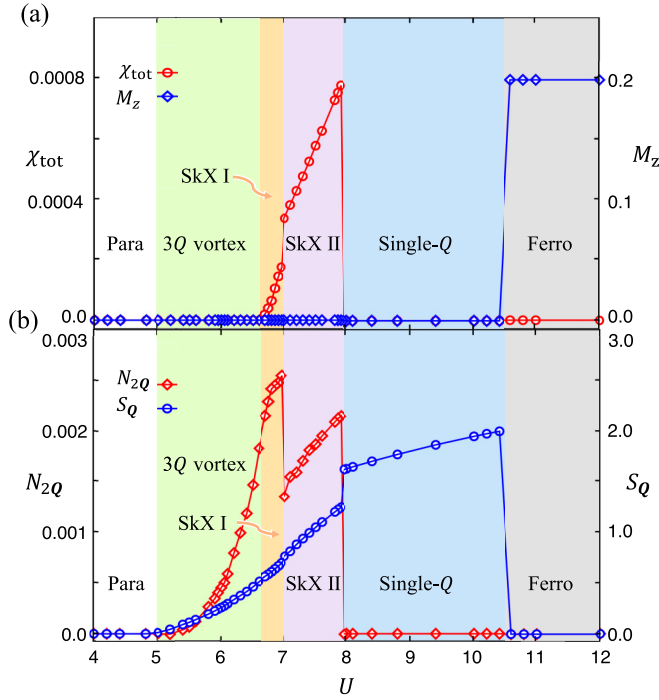 (a)
χtot
Mz
0.0008
0.2
χtot
Mz
SkX I
0.0004
0.1
Para
3Q vortex
SkX II
Single-Q
Ferro
0.0
0.0
(b)
0.003
3.0
N2Q
SQ
0.002
2.0
3Q vortex
N2Q
SQ
SkX I
0.001
1.0
Para
SkX II
Single-Q
Ferro
0.0
0.0
4 5 6 7 8 9 10 11 12
U